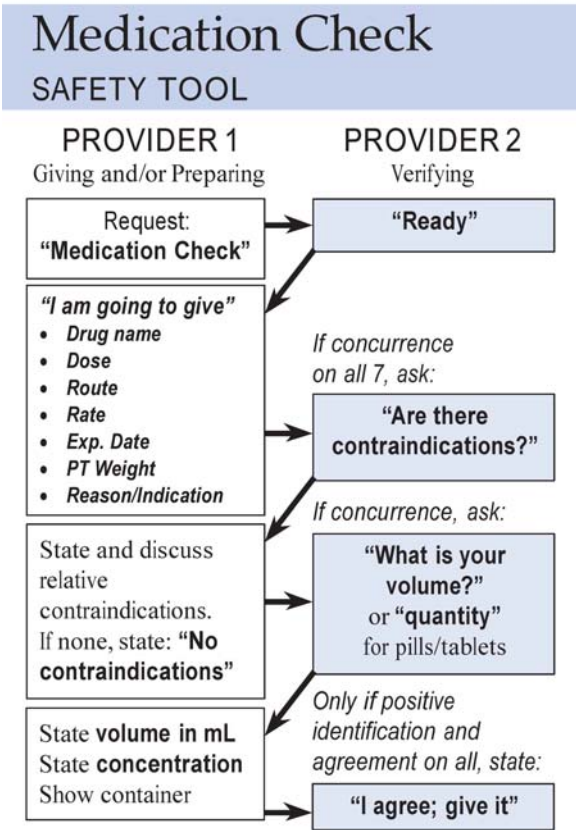 Medication Check
SAFETY TOOL
PROVIDER 1
Giving and/or Preparing
PROVIDER 2
Verifying
Request:
“Medication Check”
“Ready”
“I am going to give”
• Drug name
• Dose
• Route
• Rate
• Exp. Date
• PT Weight
• Reason/Indication
If concurrence
on all 7, ask:
“Are there
contraindications?”
State and discuss
relative
contraindications.
If none, state: “No
contraindications”
If concurrence, ask:
“What is your
volume?”
or “quantity”
for pills/tablets
State volume in mL
State concentration
Show container
Only if positive
identification and
agreement on all, state:
“I agree; give it”